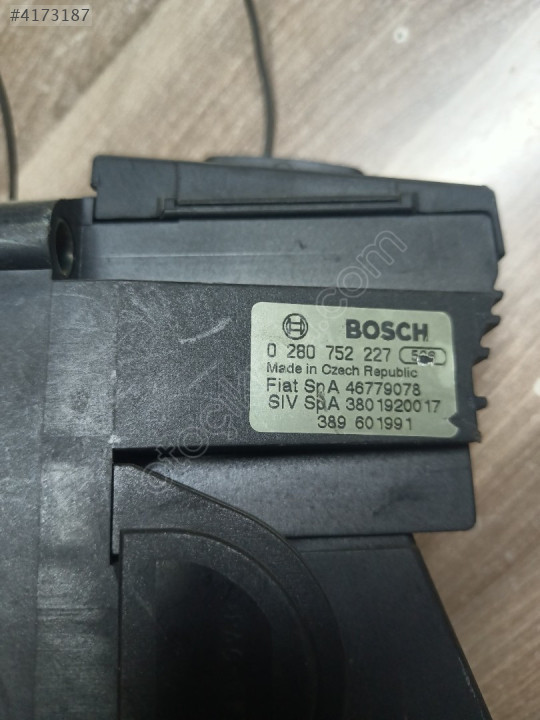 #4173187
BOSCH
0 280 752 227
Made in Czech Republic
Fiat SpA 46779078
SIV SpA 3801920017
389 601991